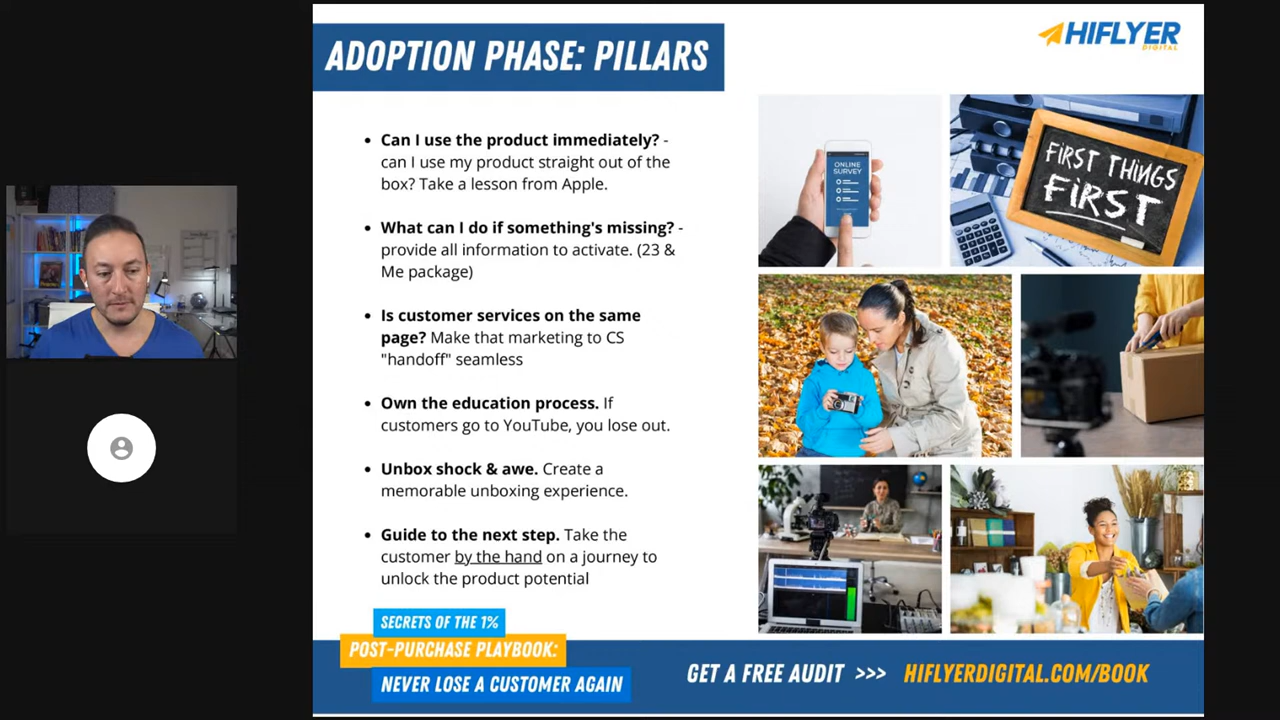 ADOPTION PHASE: PILLARS
HIFLYER
DIGITAL
• Can I use the product immediately? -
can I use my product straight out of the
box? Take a lesson from Apple.
• What can I do if something's missing? -
provide all information to activate. (23 &
Me package)
• Is customer services on the same
page? Make that marketing to CS
"handoff" seamless
• Own the education process. If
customers go to YouTube, you lose out.
• Unbox shock & awe. Create a
memorable unboxing experience.
• Guide to the next step. Take the
customer by the hand on a journey to
unlock the product potential
ONLINE
SURVEY
FIRST THINGS
FIRST
SECRETS OF THE 1%
POST-PURCHASE PLAYBOOK:
NEVER LOSE A CUSTOMER AGAIN
GET A FREE AUDIT >>> HIFLYERDIGITAL.COM/BOOK